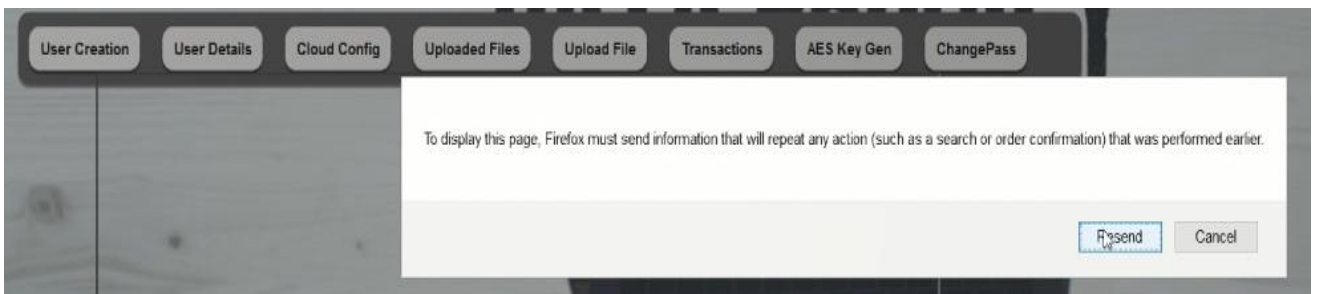 User Creation User Details Cloud Config Uploaded Files Upload File Transactions AES Key Gen ChangePass
To display this page, Firefox must send information that will repeat any action (such as a search or order confirmation) that was performed earlier.
Resend Cancel